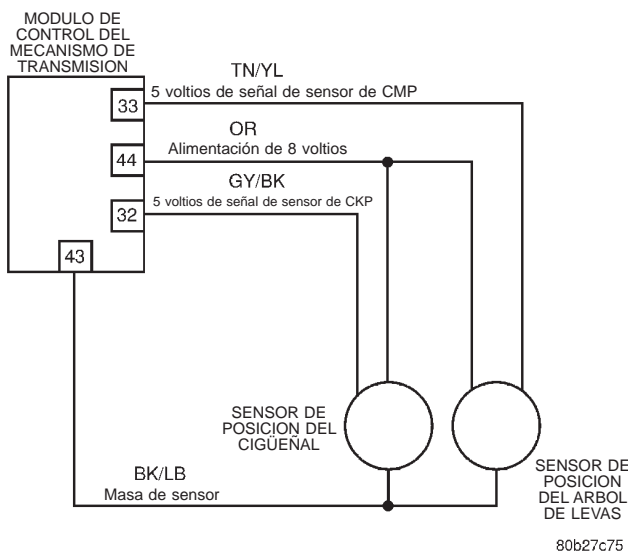 MODULO DE
CONTROL DEL
MECANISMO DE
TRANSMISION
TN/YL
33
5 voltios de señal de sensor de CMP
OR
44
Alimentación de 8 voltios
GY/BK
32
5 voltios de señal de sensor de CKP
43
SENSOR DE
POSICION DEL
CIGÜEÑAL
BK/LB
Masa de sensor
SENSOR DE
POSICION
DEL ARBOL
DE LEVAS
80b27c75